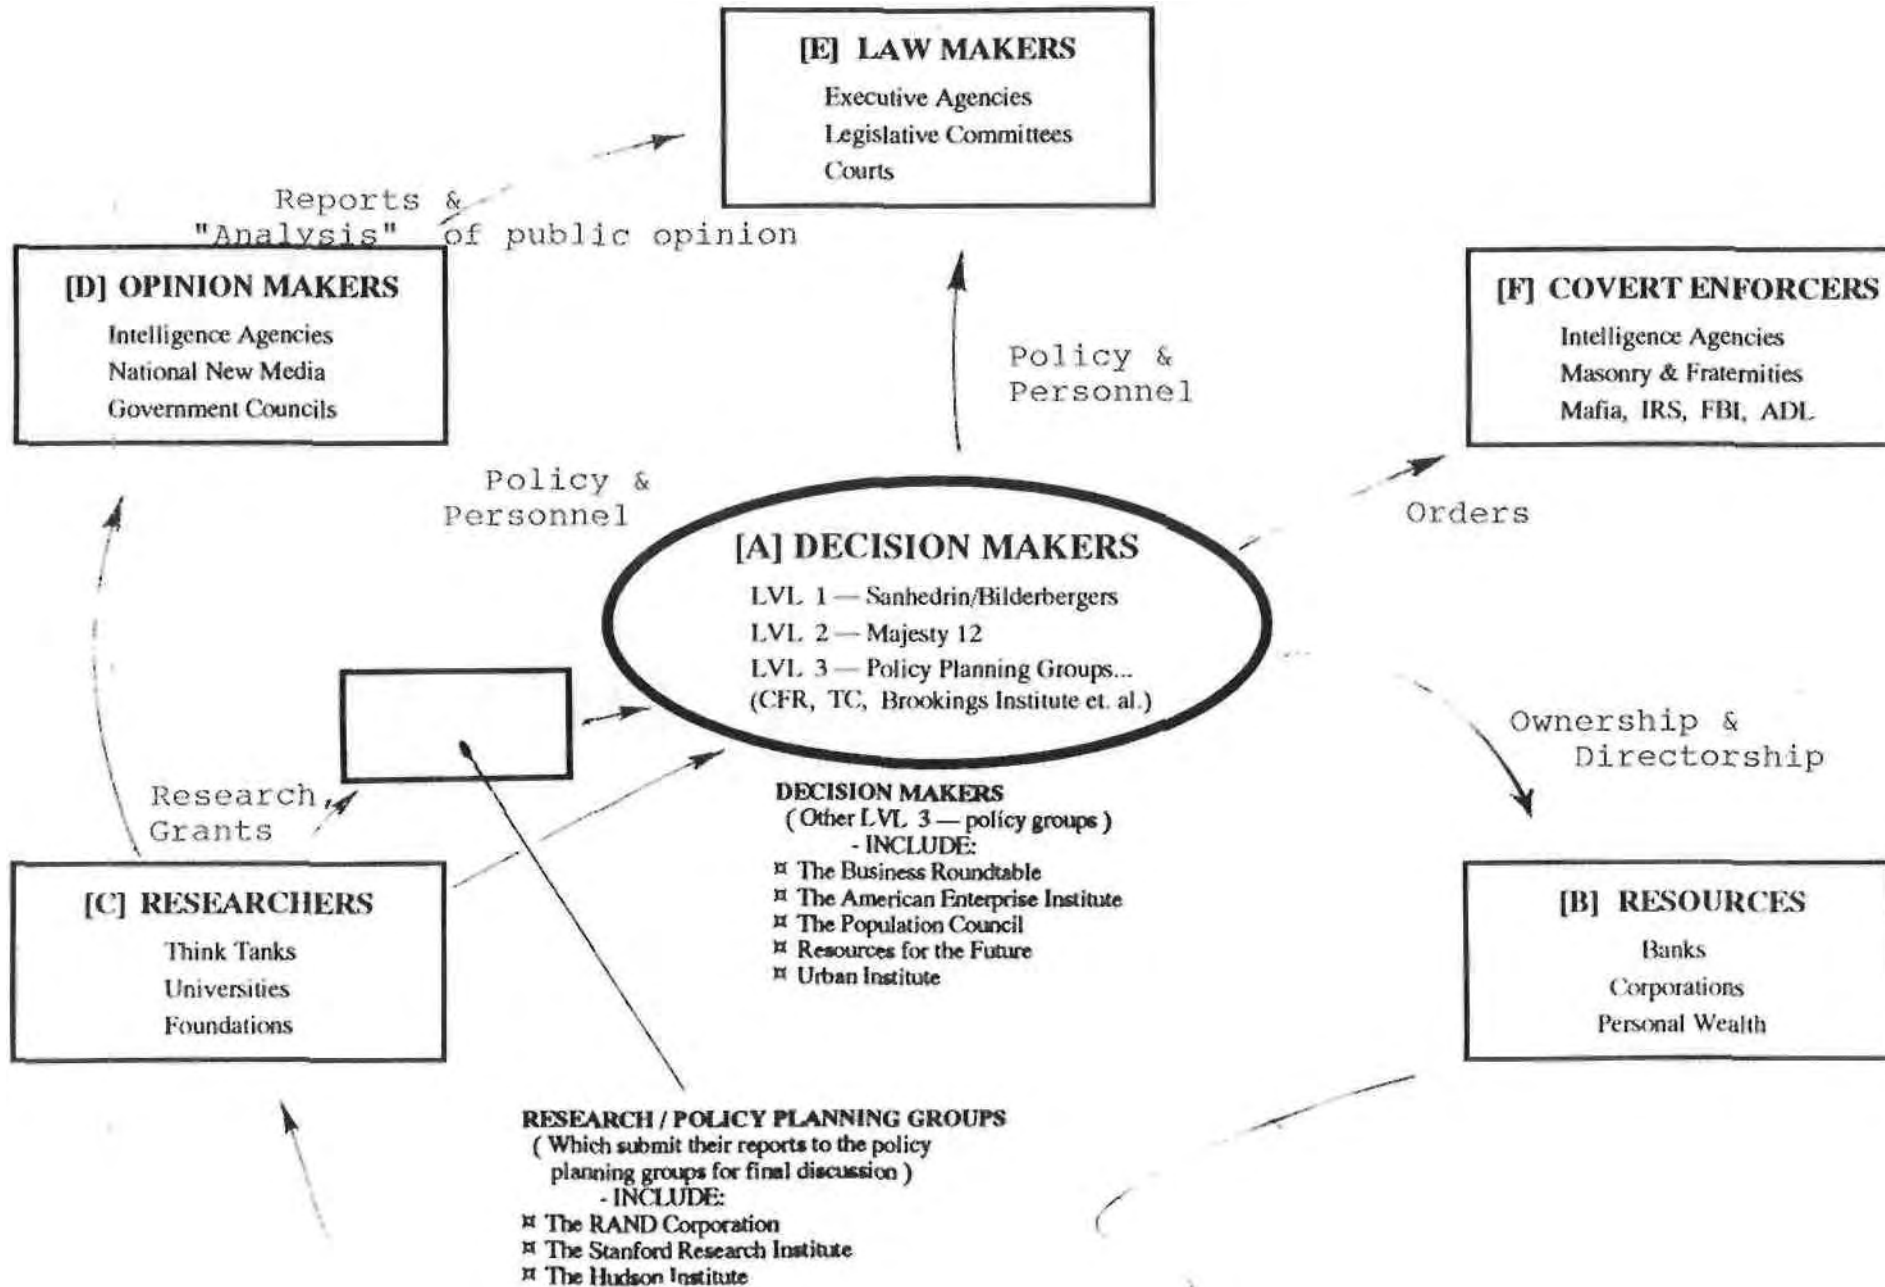 [E] LAW MAKERS
Executive Agencies
Legislative Committees
Courts
Reports &
"Analysis" of public opinion
[D] OPINION MAKERS
Intelligence Agencies
National New Media
Government Councils
[F] COVERT ENFORCERS
Intelligence Agencies
Masonry & Fraternities
Mafia, IRS, FBI, ADL
Policy &
Personnel
Policy &
Personnel
Orders
[A] DECISION MAKERS
LVL 1 — Sanhedrin/Bilderbergers
LVL 2 — Majesty 12
LVL 3 — Policy Planning Groups...
(CFR, TC, Brookings Institute et. al.)
Ownership &
Directorship
Research
Grants
DECISION MAKERS
( Other LVL 3 — policy groups )
- INCLUDE:
¤ The Business Roundtable
¤ The American Enterprise Institute
¤ The Population Council
¤ Resources for the Future
¤ Urban Institute
[C] RESEARCHERS
Think Tanks
Universities
Foundations
[B] RESOURCES
Banks
Corporations
Personal Wealth
RESEARCH / POLICY PLANNING GROUPS
( Which submit their reports to the policy
planning groups for final discussion )
- INCLUDE:
¤ The RAND Corporation
¤ The Stanford Research Institute
¤ The Hudson Institute